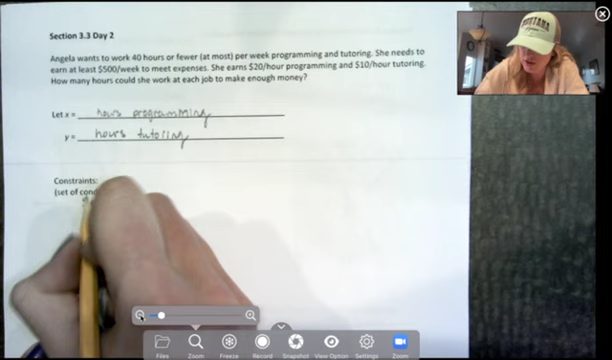 Section 3.3 Day 2
Angela wants to work 40 hours or fewer (at most) per week programming and tutoring. She needs to
earn at least $500/week to meet expenses. She earns $20/hour programming and $10/hour tutoring.
How many hours could she work at each job to make enough money?
Let x = hours programming
y = hours tutoring
Constraints:
(set of cond
Files Zoom Freeze Record Snapshot View Option Settings Zoom
MONTANA